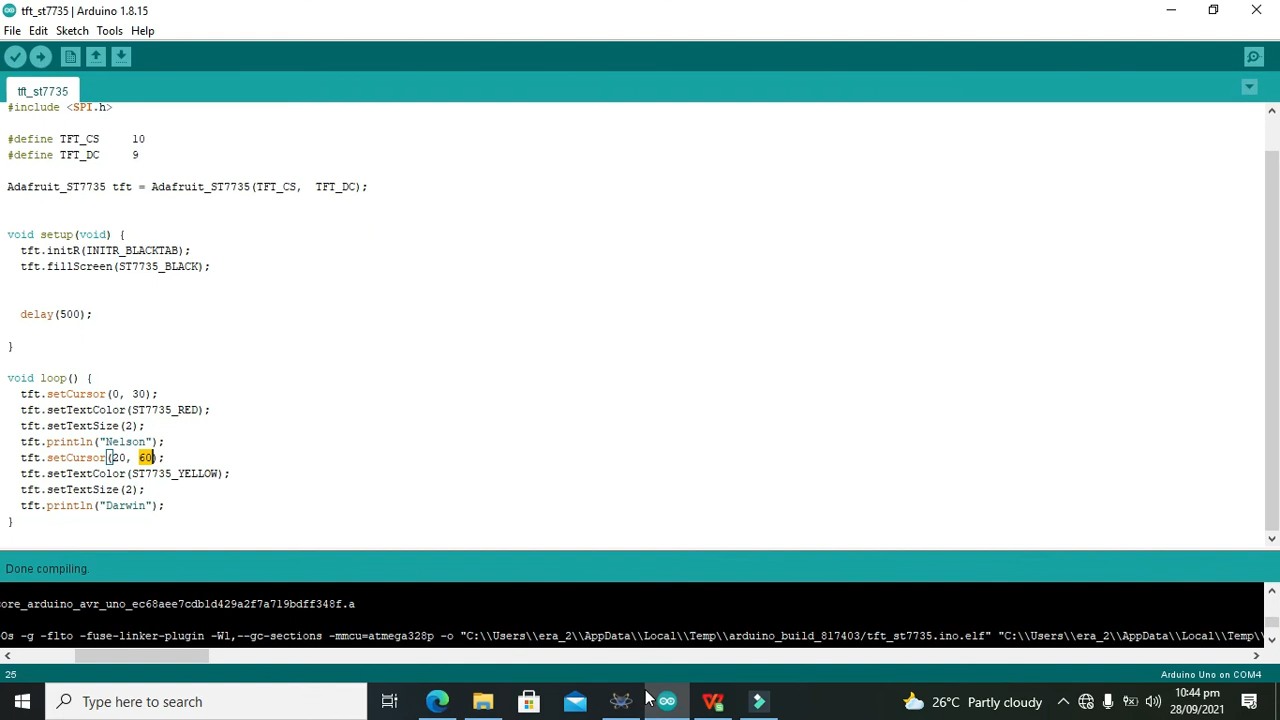 tft_st7735 | Arduino 1.8.15
File Edit Sketch Tools Help
tft_st7735
#include <SPI.h>
#define TFT_CS 10
#define TFT_DC 9
Adafruit_ST7735 tft = Adafruit_ST7735(TFT_CS, TFT_DC);
void setup(void) {
tft.initR(INITR_BLACKTAB);
tft.fillScreen(ST7735_BLACK);
delay(500);
}
void loop() {
tft.setCursor(0, 30);
tft.setTextColor(ST7735_RED);
tft.setTextSize(2);
tft.println("Nelson");
tft.setCursor(20, 60);
tft.setTextColor(ST7735_YELLOW);
tft.setTextSize(2);
tft.println("Darwin");
}
Done compiling.
core_arduino_avr_uno_ec68aee7cdb1d429a2f7a719bdff348f.a
-Os -g -flto -fuse-linker-plugin -Wl,--gc-sections -mmcu=atmega328p -o "C:\\Users\\era_2\\AppData\\Local\\Temp\\arduino_build_817403/tft_st7735.ino.elf" "C:\\Users\\era_2\\AppData\\Local\\Temp\\
25 Arduino Uno on COM4
Type here to search 26°C Partly cloudy 10:44 pm
28/09/2021